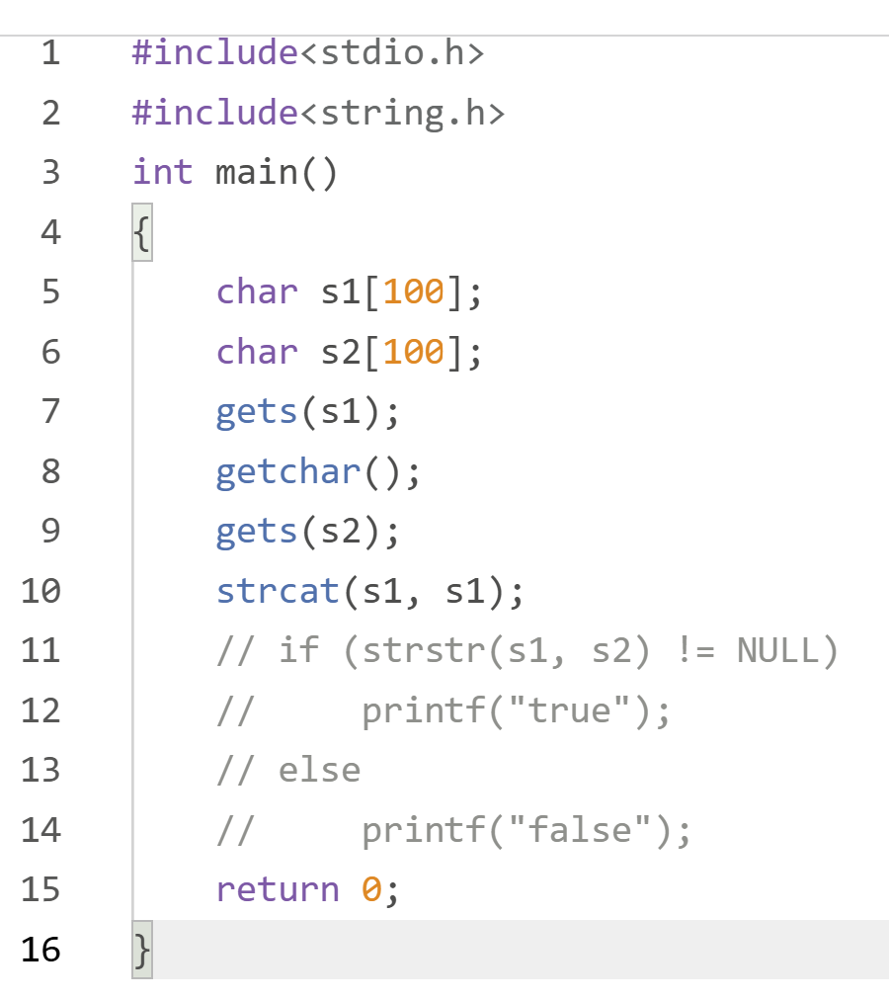 1 #include<stdio.h>
2 #include<string.h>
3 int main()
4 {
5     char s1[100];
6     char s2[100];
7     gets(s1);
8     getchar();
9     gets(s2);
10     strcat(s1, s1);
11     // if (strstr(s1, s2) != NULL)
12     //     printf("true");
13     // else
14     //     printf("false");
15     return 0;
16 }